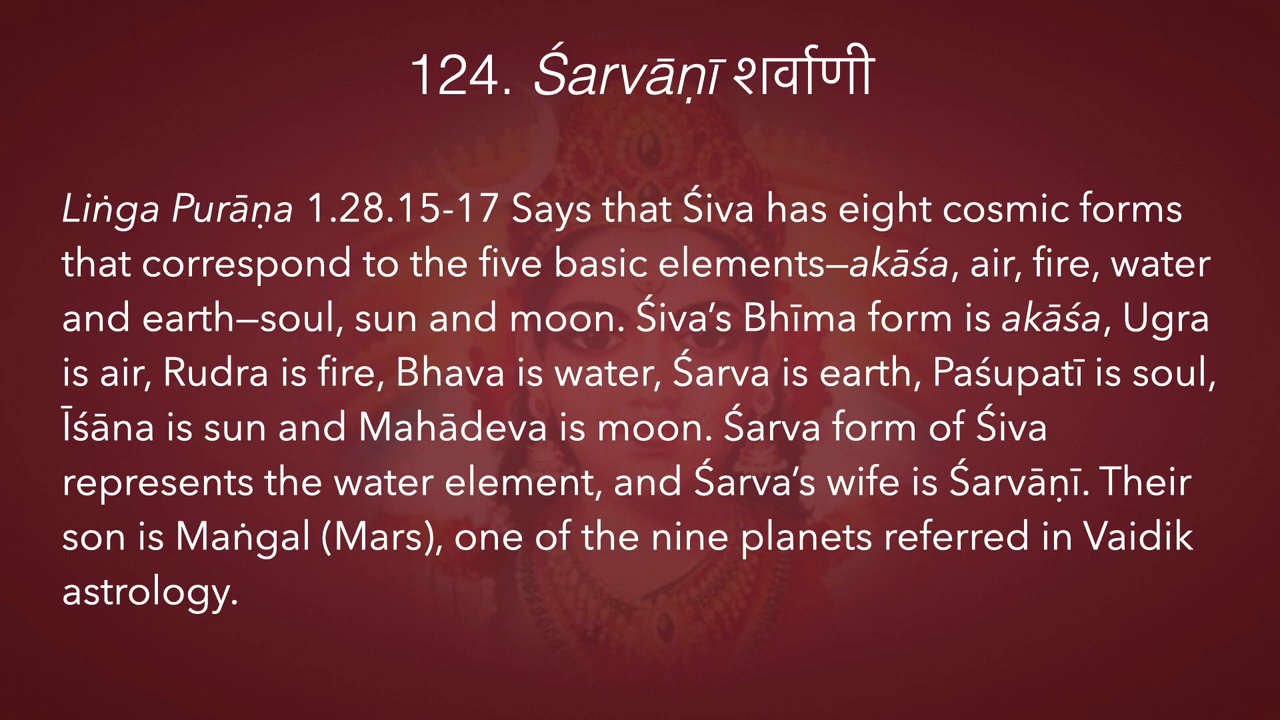 124. Śarvāṇī शर्वाणी
Liṅga Purāṇa 1.28.15-17 Says that Śiva has eight cosmic forms
that correspond to the five basic elements—akāśa, air, fire, water
and earth—soul, sun and moon. Śiva’s Bhīma form is akāśa, Ugra
is air, Rudra is fire, Bhava is water, Śarva is earth, Paśupatī is soul,
Īśāna is sun and Mahādeva is moon. Śarva form of Śiva
represents the water element, and Śarva’s wife is Śarvāṇī. Their
son is Maṅgal (Mars), one of the nine planets referred in Vaidik
astrology.